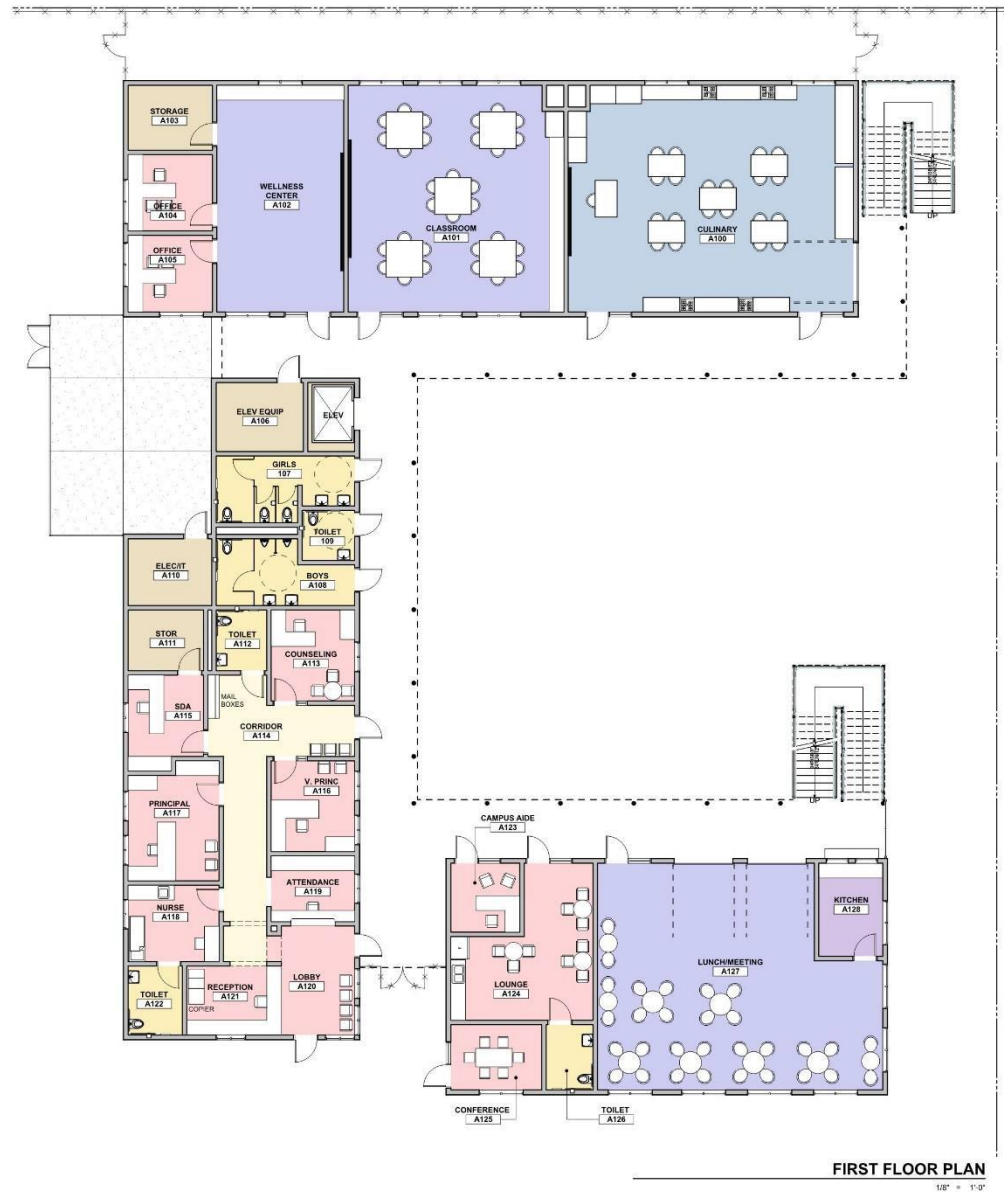 STORAGE
A103
OFFICE
A104
OFFICE
A105
WELLNESS
CENTER
A102
CLASSROOM
A101
CULINARY
A100
UP
ELEV EQUIP
A106
ELEV
GIRLS
107
TOILET
109
BOYS
A108
ELEC/IT
A110
STOR
A111
TOILET
A112
COUNSELING
A113
MAIL
BOXES
SDA
A115
CORRIDOR
A114
V. PRINC
A116
PRINCIPAL
A117
ATTENDANCE
A119
NURSE
A118
TOILET
A122
RECEPTION
A121
COPIER
LOBBY
A120
UP
CAMPUS AIDE
A123
LOUNGE
A124
KITCHEN
A128
LUNCH/MEETING
A127
CONFERENCE
A125
TOILET
A126
FIRST FLOOR PLAN
1/8" = 1'-0"